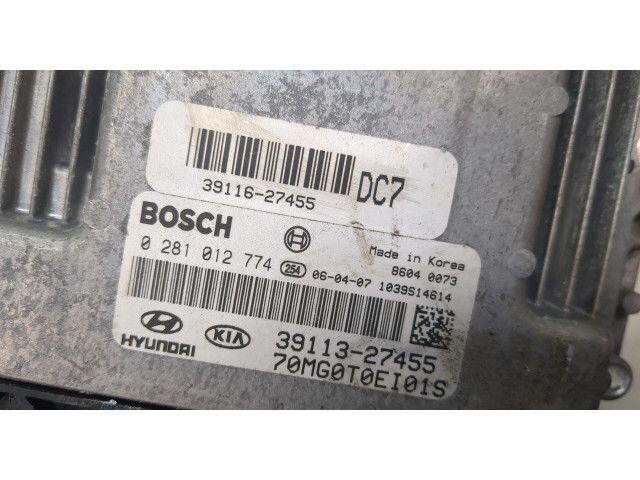 39116-27455
DC7
BOSCH
Made in Korea
8604 0073
0 281 012 774 254 06-04-07 1039S14614
HYUNDAI KIA
39113-27455
70MG0T0EI01S